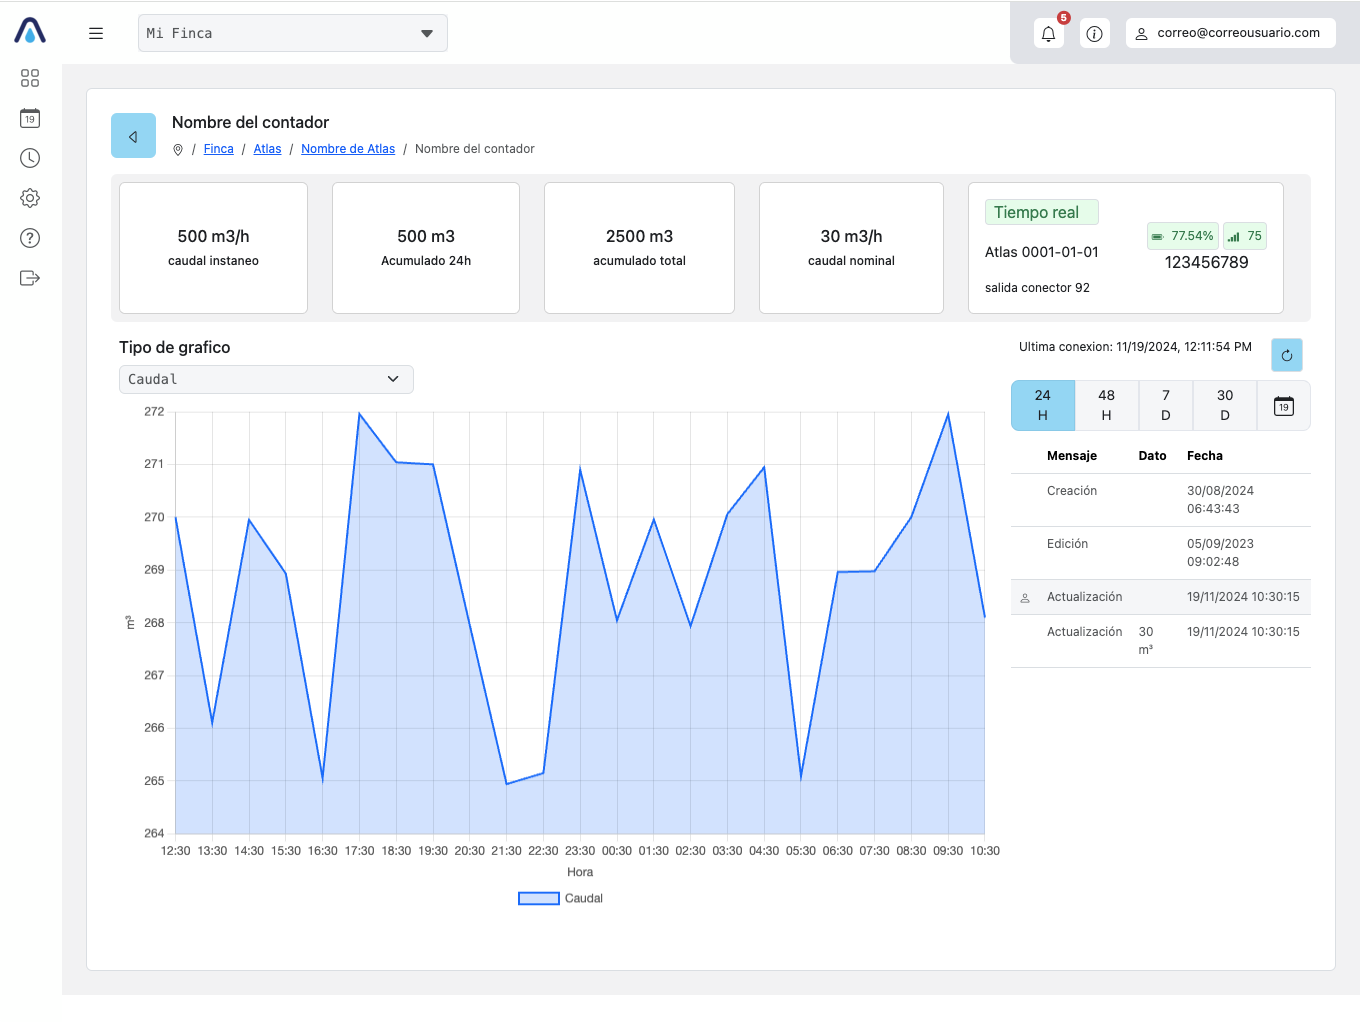 Mi Finca
5
correo@correousuario.com
19
Nombre del contador
/ Finca / Atlas / Nombre de Atlas / Nombre del contador
500 m3/h
caudal instaneo
500 m3
Acumulado 24h
2500 m3
acumulado total
30 m3/h
caudal nominal
Tiempo real
Atlas 0001-01-01
salida conector 92
77.54%
75
123456789
Tipo de grafico
Caudal
Ultima conexion: 11/19/2024, 12:11:54 PM
24 H
48 H
7 D
30 D
19
Mensaje Dato Fecha
Creación 30/08/2024
06:43:43
Edición 05/09/2023
09:02:48
Actualización 19/11/2024 10:30:15
Actualización 30 19/11/2024 10:30:15
m³
272
271
270
269
268
267
266
265
264
m³
12:30 13:30 14:30 15:30 16:30 17:30 18:30 19:30 20:30 21:30 22:30 23:30 00:30 01:30 02:30 03:30 04:30 05:30 06:30 07:30 08:30 09:30 10:30
Hora
Caudal